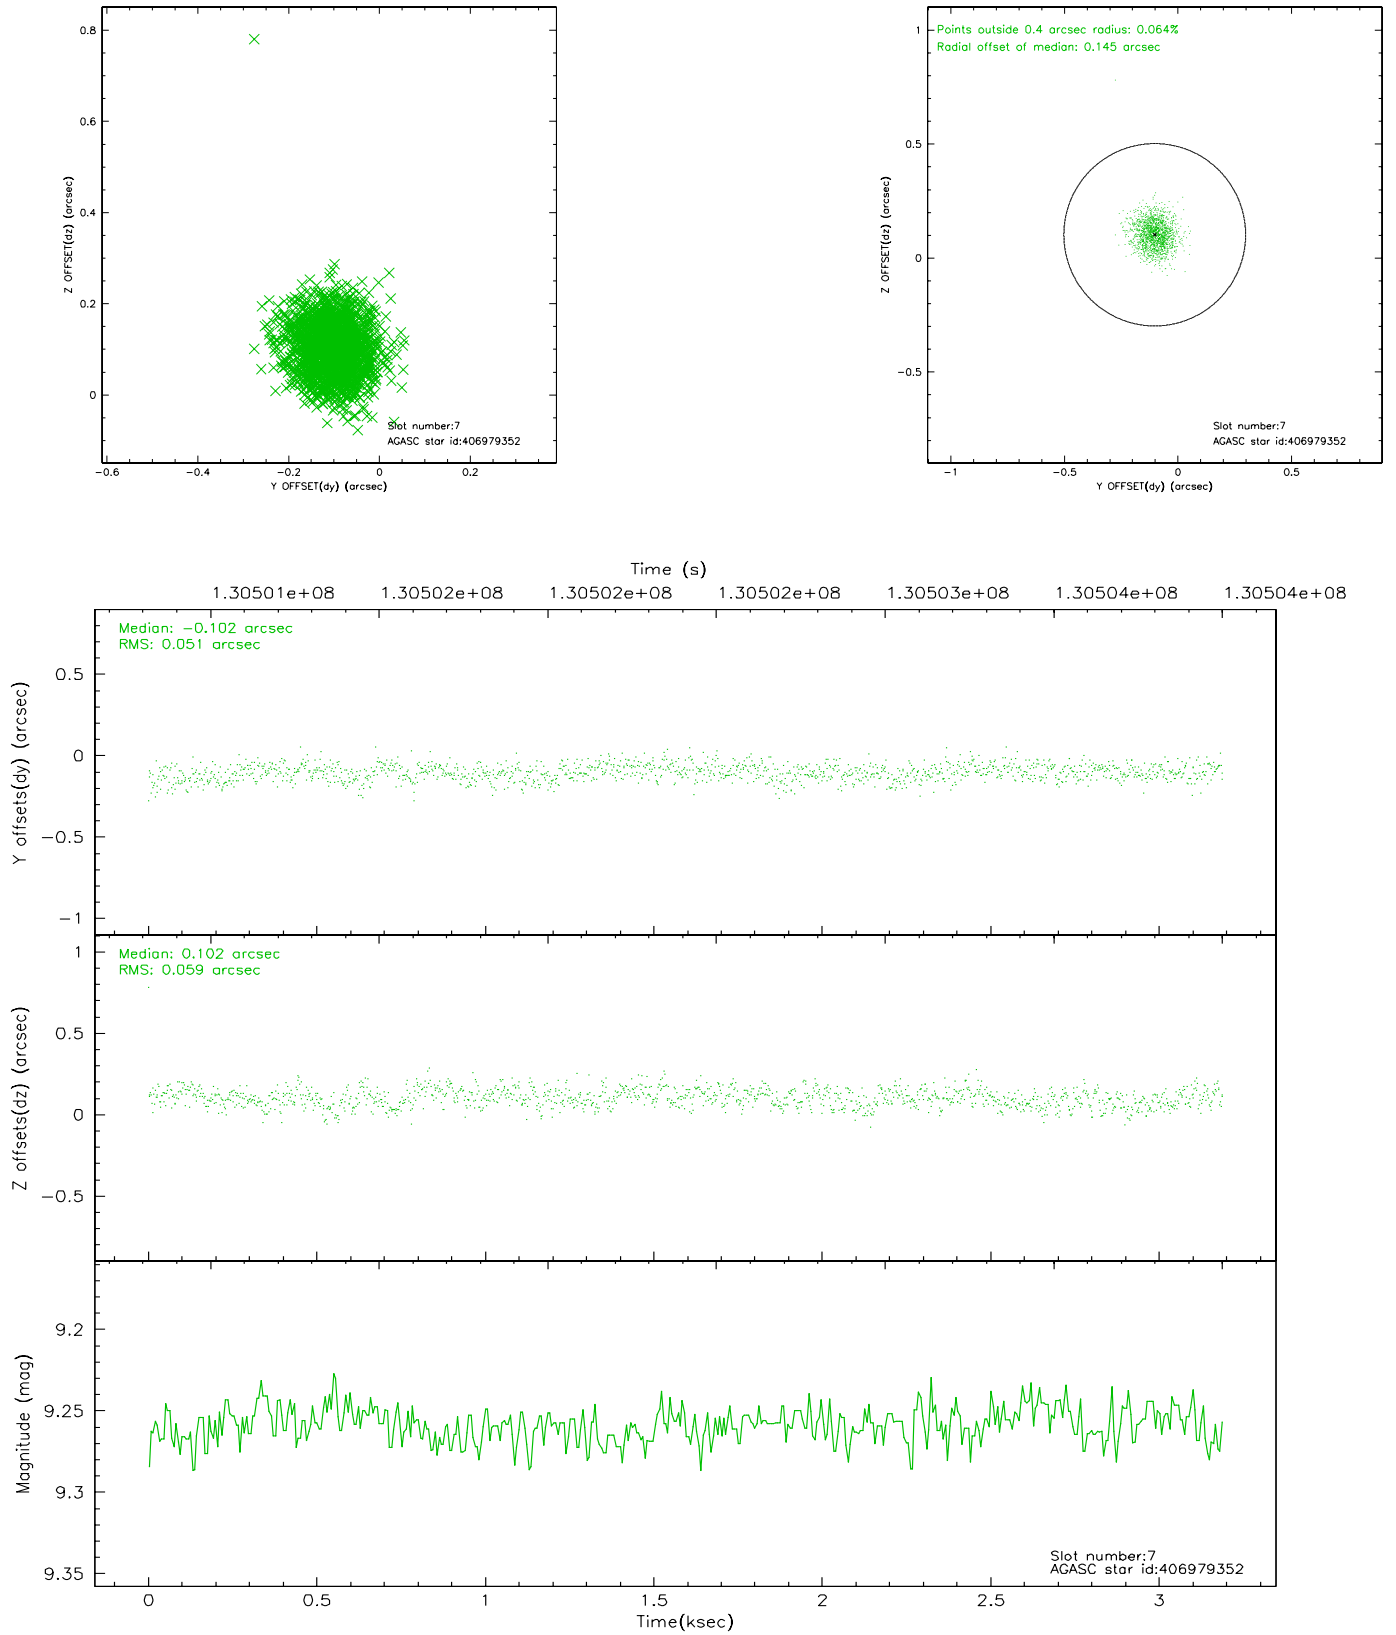 0.8
0.6
0.4
0.2
0
Z OFFSET(dz) (arcsec)
Slot number:7
AGASC star id:406979352
−0.6
−0.4
−0.2
0
0.2
Y OFFSET(dy) (arcsec)
Points outside 0.4 arcsec radius: 0.064%
Radial offset of median: 0.145 arcsec
1
0.5
0
−0.5
Z OFFSET(dz) (arcsec)
Slot number:7
AGASC star id:406979352
−1
−0.5
0
0.5
Y OFFSET(dy) (arcsec)
Time (s)
1.30501e+08
1.30502e+08
1.30502e+08
1.30502e+08
1.30503e+08
1.30504e+08
1.30504e+08
Median: −0.102 arcsec
RMS: 0.051 arcsec
0.5
0
−0.5
−1
Y offsets(dy) (arcsec)
Median: 0.102 arcsec
RMS: 0.059 arcsec
1
0.5
0
−0.5
Z offsets(dz) (arcsec)
9.2
9.25
9.3
9.35
Magnitude (mag)
Slot number:7
AGASC star id:406979352
0
0.5
1
1.5
2
2.5
3
Time(ksec)